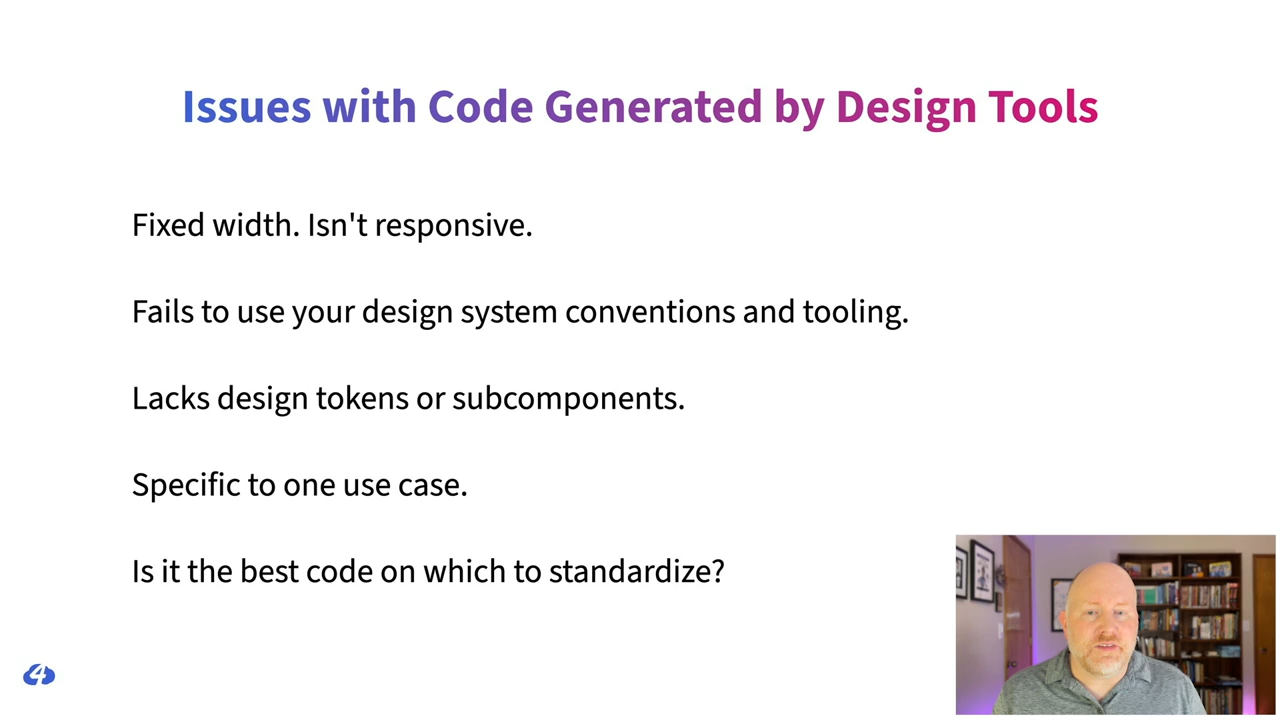 Issues with Code Generated by Design Tools
Fixed width. Isn't responsive.
Fails to use your design system conventions and tooling.
Lacks design tokens or subcomponents.
Specific to one use case.
Is it the best code on which to standardize?
4